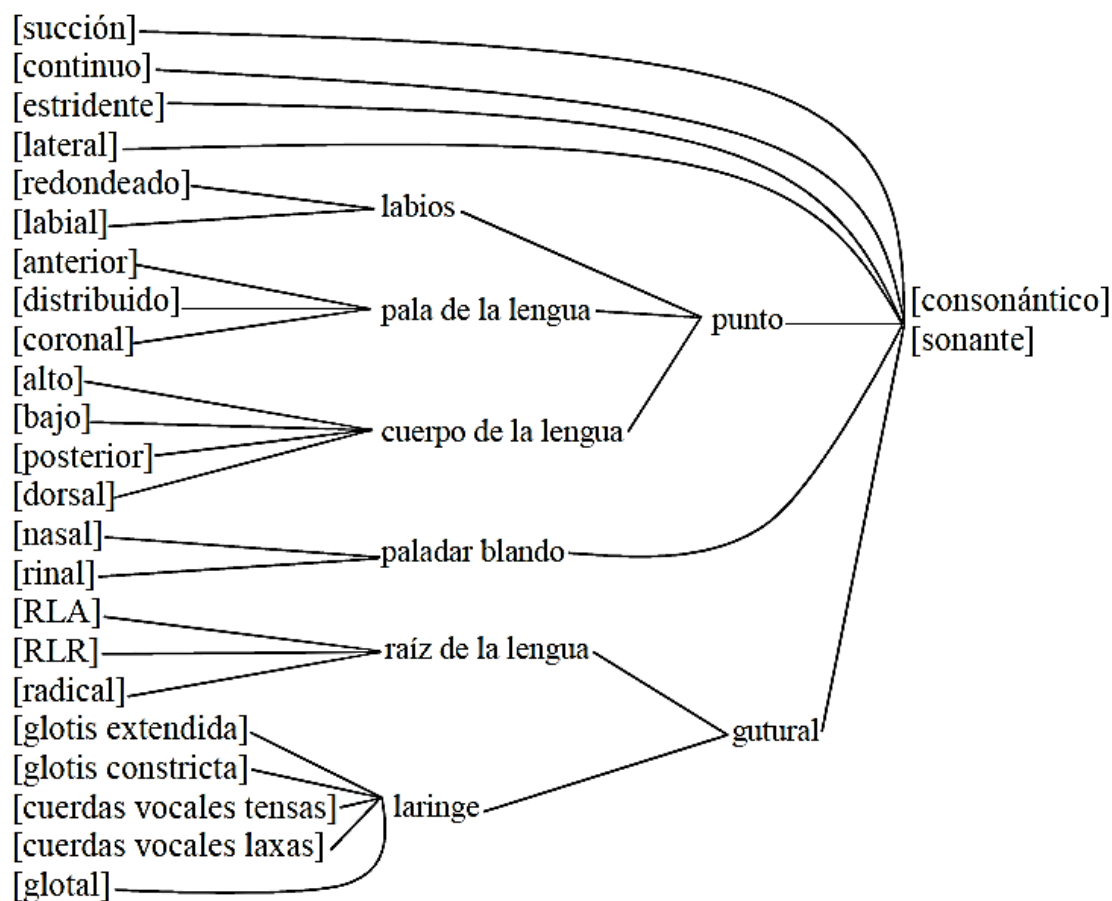 [succión]
[continuo]
[estridente]
[lateral]
[redondeado]
[labial]
[anterior]
[distribuido]
[coronal]
[alto]
[bajo]
[posterior]
[dorsal]
[nasal]
[rinal]
[RLA]
[RLR]
[radical]
[glotis extendida]
[glotis constricta]
[cuerdas vocales tensas]
[cuerdas vocales laxas]
[glotal]
labios
pala de la lengua
cuerpo de la lengua
paladar blando
raíz de la lengua
laringe
punto
gutural
[consonántico]
[sonante]